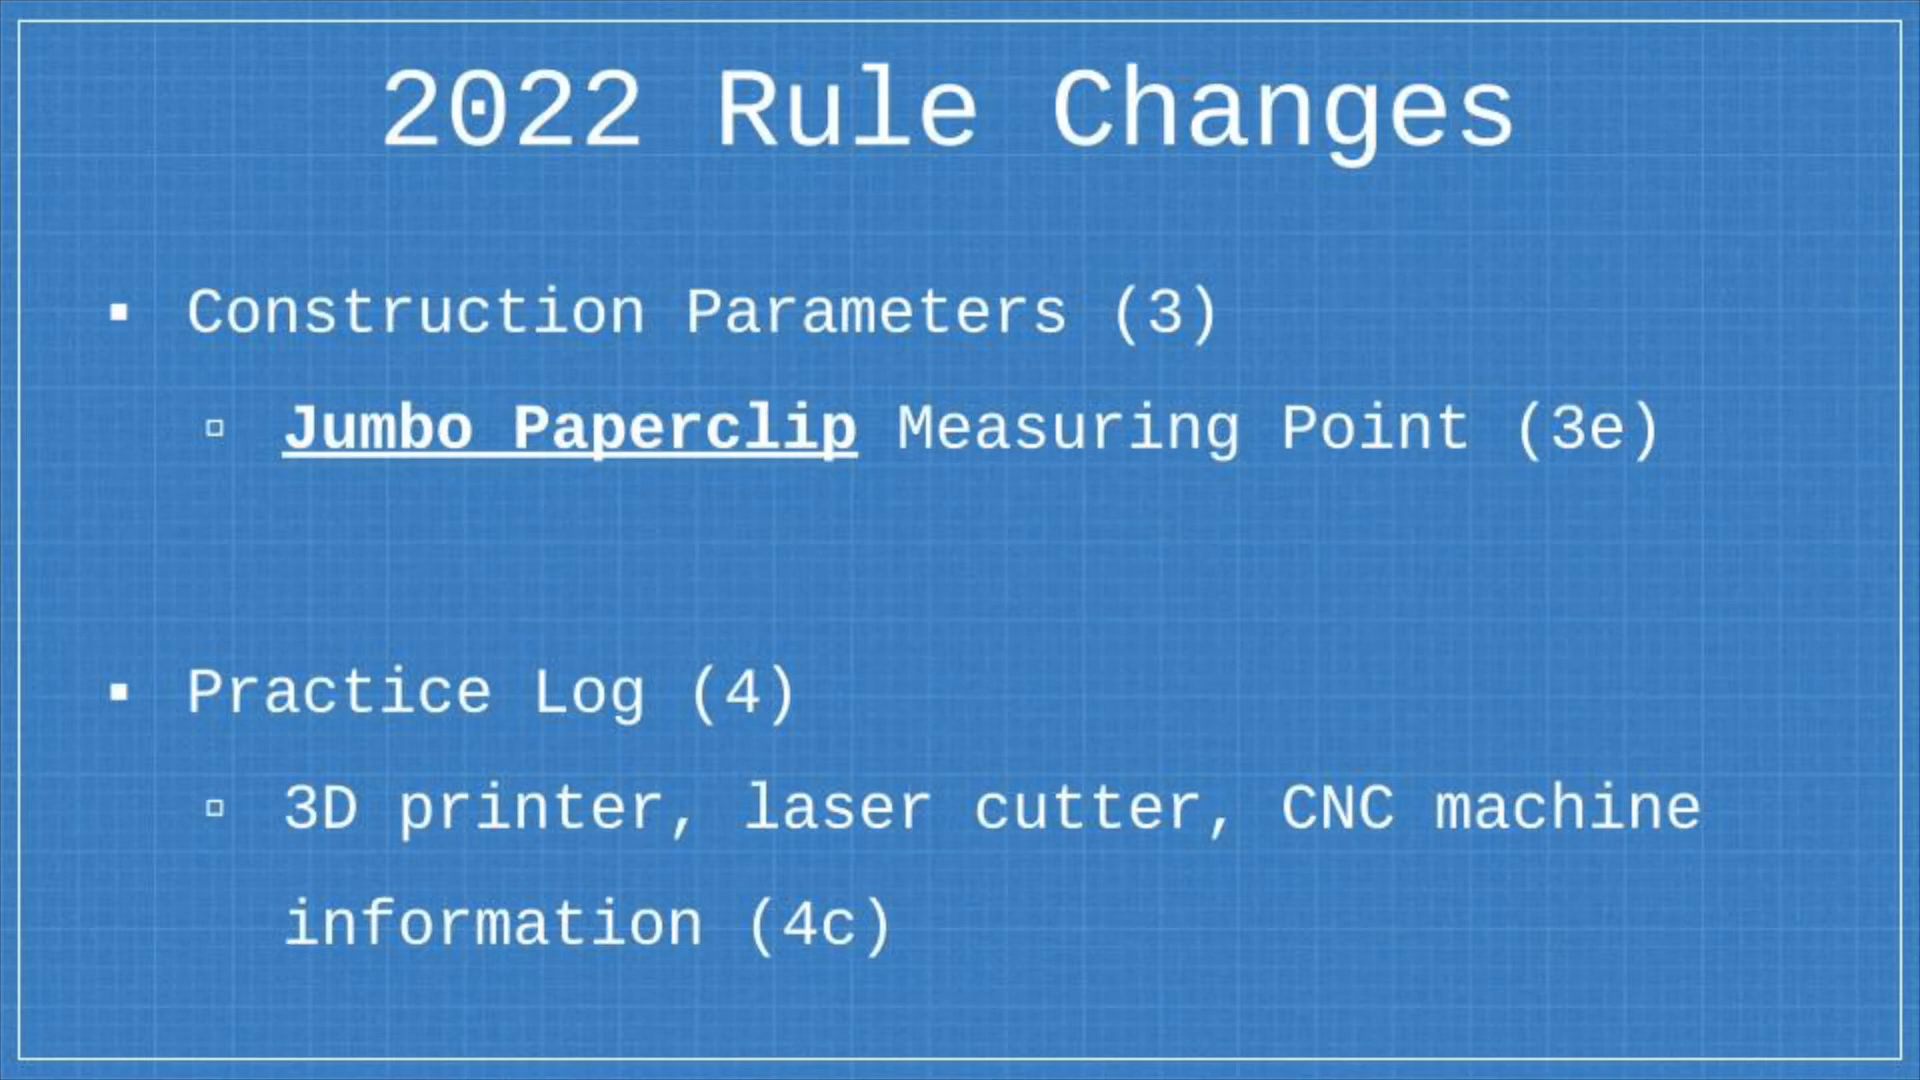 2022 Rule Changes
▪ Construction Parameters (3)
▫ Jumbo Paperclip Measuring Point (3e)
▪ Practice Log (4)
▫ 3D printer, laser cutter, CNC machine
information (4c)